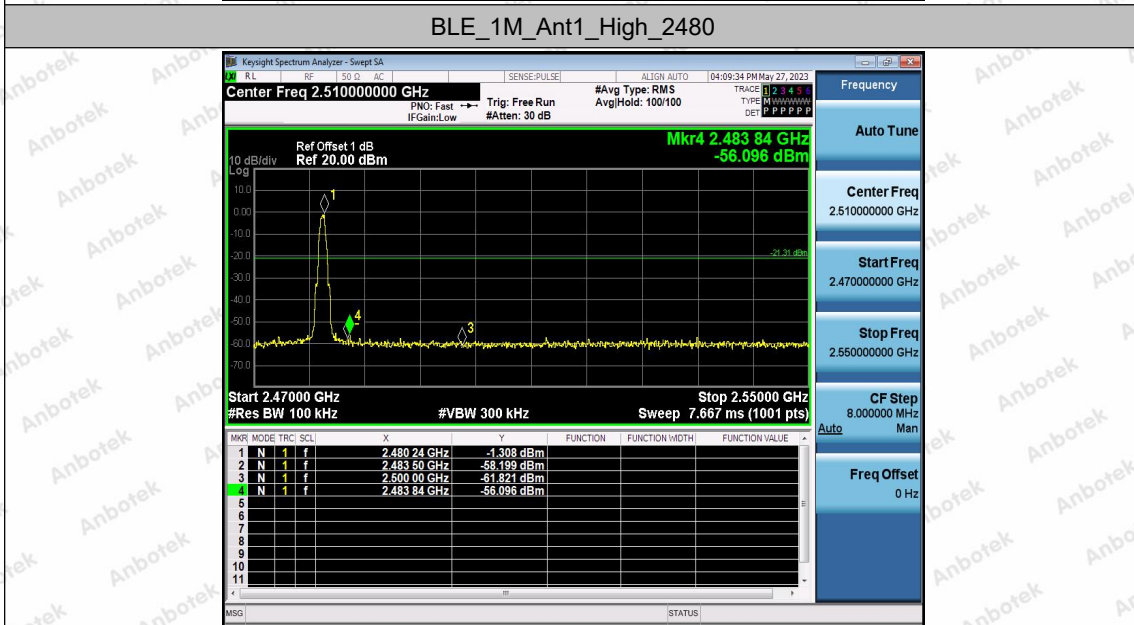 BLE_1M_Ant1_High_2480
Keysight Spectrum Analyzer - Swept SA
LXI RL RF 50 Ω AC SENSE:PULSE ALIGN AUTO 04:09:34 PM May 27, 2023
Center Freq 2.510000000 GHz
PNO: Fast
IFGain:Low
Trig: Free Run
#Atten: 30 dB
#Avg Type: RMS
Avg|Hold: 100/100
TRACE 1 2 3 4 5 6
TYPE M W W W W W
DET P P P P P P
Ref Offset 1 dB
10 dB/div Ref 20.00 dBm
Log
Mkr4 2.483 84 GHz
-56.096 dBm
10.0
0.00
-10.0
-20.0
-30.0
-40.0
-50.0
-60.0
-70.0
1
4
3
-21.31 dBm
Start 2.47000 GHz Stop 2.55000 GHz
#Res BW 100 kHz #VBW 300 kHz Sweep 7.667 ms (1001 pts)
MKR MODE TRC SCL X Y FUNCTION FUNCTION WIDTH FUNCTION VALUE
1 N 1 f 2.480 24 GHz -1.308 dBm
2 N 1 f 2.483 50 GHz -58.199 dBm
3 N 1 f 2.500 00 GHz -61.821 dBm
4 N 1 f 2.483 84 GHz -56.096 dBm
5
6
7
8
9
10
11
MSG STATUS
Frequency
Auto Tune
Center Freq
2.510000000 GHz
Start Freq
2.470000000 GHz
Stop Freq
2.550000000 GHz
CF Step
8.000000 MHz
Auto Man
Freq Offset
0 Hz
Anbotek